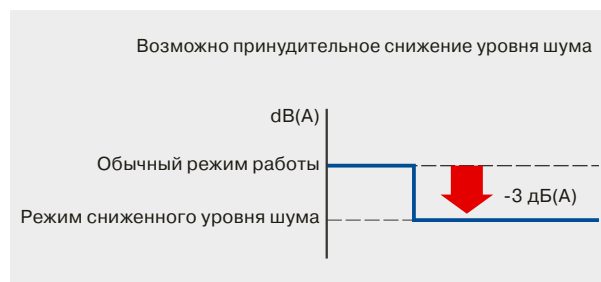 Возможно принудительное снижение уровня шума
dB(A)
Обычный режим работы
-3 дБ(A)
Режим сниженного уровня шума